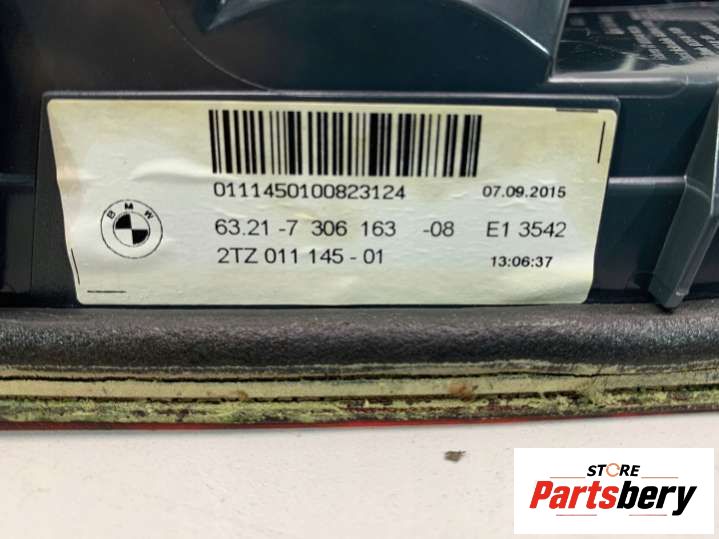 0111450100823124 07.09.2015
BMW
63.21-7 306 163 -08 E1 3542
2TZ 011 145 - 01 13:06:37
STORE
Partsbery